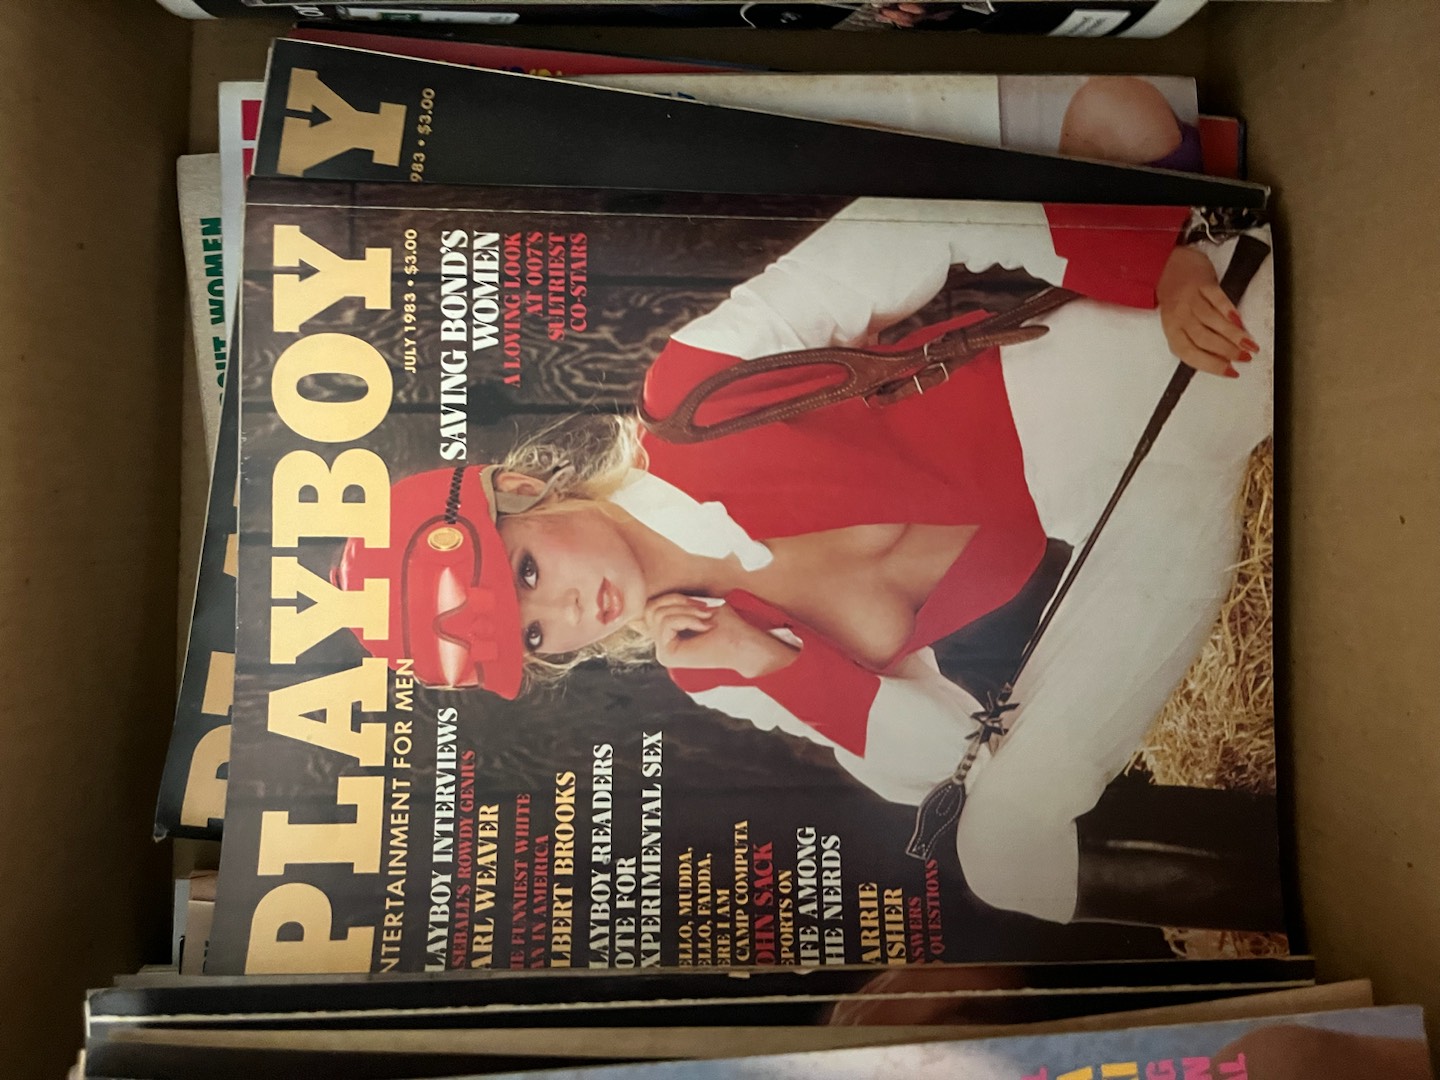 PLAYBOY
ENTERTAINMENT FOR MEN
JULY 1983 • $3.00
SAVING BOND'S
WOMEN
A LOVING LOOK
AT 007'S
SULTRIEST
CO-STARS
PLAYBOY INTERVIEWS
BASEBALL'S ROWDY GENIUS
EARL WEAVER
THE FUNNIEST WHITE
MAN IN AMERICA
ALBERT BROOKS
PLAYBOY READERS
VOTE FOR
EXPERIMENTAL SEX
HELLO, MUDDA,
HELLO, FADDA,
HERE I AM
AT CAMP COMPUTA
JOHN SACK
REPORTS ON
LIFE AMONG
THE NERDS
CARRIE
FISHER
ANSWERS
20 QUESTIONS
Y
983 • $3.00
WOMEN